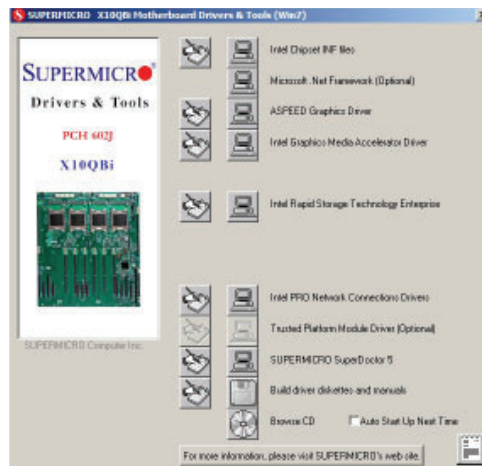 SUPERMICRO X10QBi Motherboard Drivers & Tools (Win7)
SUPERMICR
Drivers & Tools
PCH 602J
X10QBi
SUPERMICRO Computer Inc.
Intel Chipset INF files
Microsoft .Net Framework (Optional)
ASPEED Graphics Driver
Intel Graphics Media Accelerator Driver
Intel Rapid Storage Technology Enterprise
Intel PRO Network Connections Drivers
Trusted Platform Module Driver (Optional)
SUPERMICRO SuperDoctor 5
Build driver diskettes and manuals
Browse CD
Auto Start Up Next Time
For more information, please visit SUPERMICRO's web site.